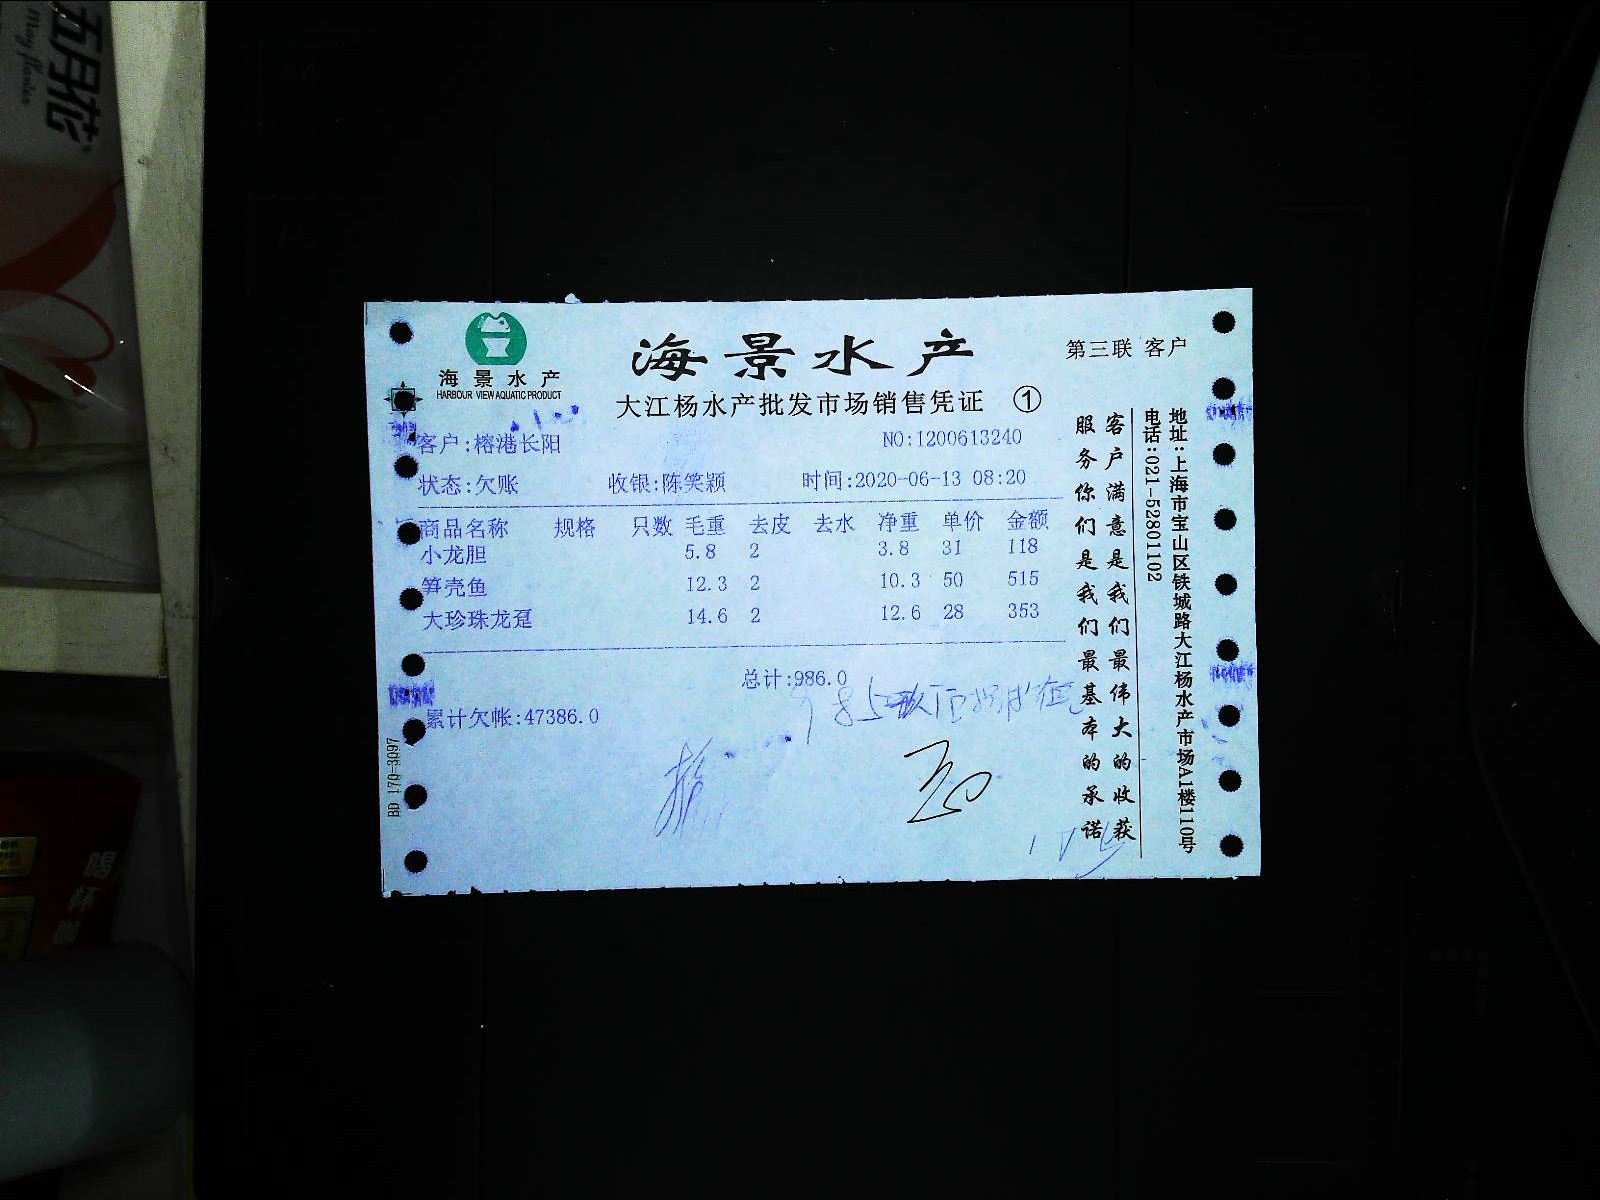 五月花
May flower
海景水产
HARBOUR VIEW AQUATIC PRODUCT
海景水产
第三联 客户
大江杨水产批发市场销售凭证 ①
客户:榕港长阳 NO:I200613240
状态:欠账 收银:陈笑颖 时间:2020-06-13 08:20
商品名称 规格 只数 毛重 去皮 去水 净重 单价 金额
小龙胆 5.8 2 3.8 31 118
笋壳鱼 12.3 2 10.3 50 515
大珍珠龙趸 14.6 2 12.6 28 353
总计:986.0
累计欠帐:47386.0
BD 170-3097
客户满意是我们最伟大的收获
服务你们是我们最基本的承诺
地址:上海市宝山区铁城路大江杨水产市场A1楼110号
电话:021-52801102
喝杯